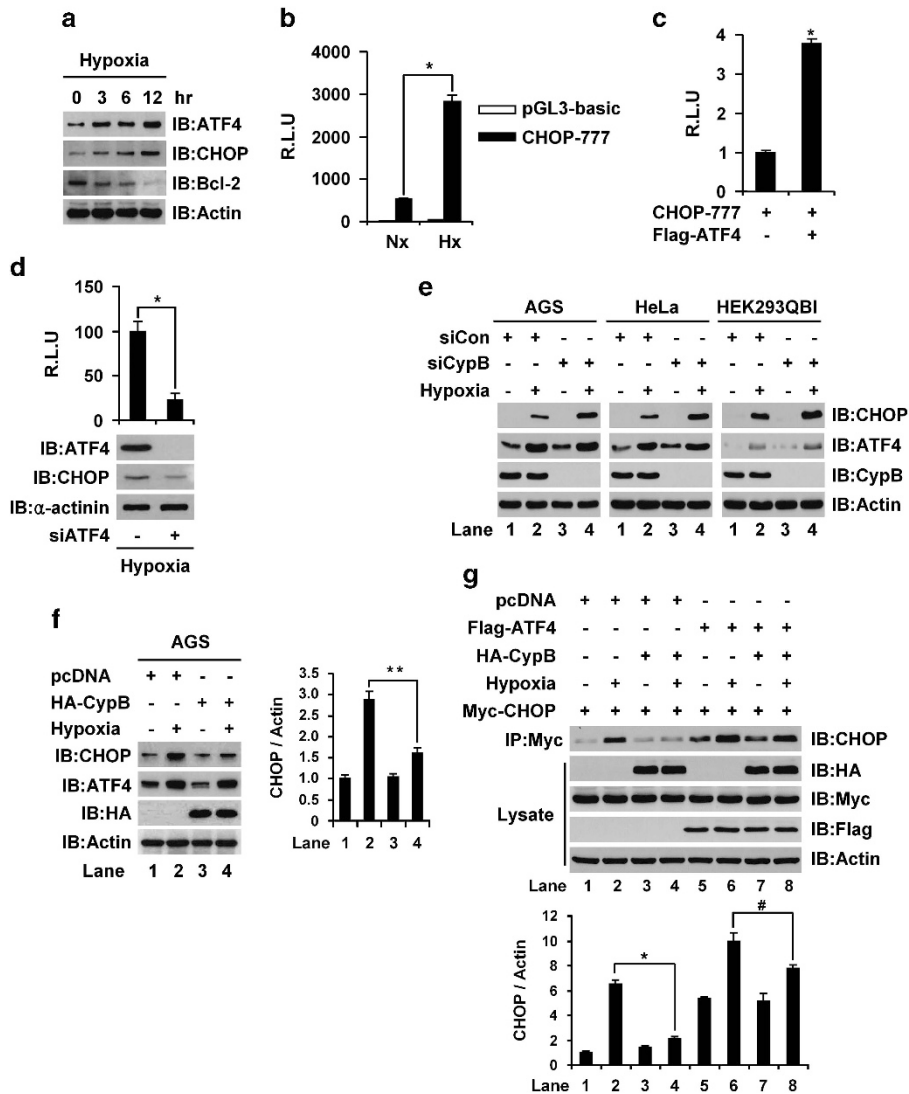 a
Hypoxia
0 3 6 12 hr
IB:ATF4
IB:CHOP
IB:Bcl-2
IB:Actin
b
4000
3000
2000
1000
0
R.L.U
*
pGL3-basic
CHOP-777
Nx Hx
c
4
3
2
1
0
R.L.U
*
CHOP-777 + +
Flag-ATF4 - +
d
150
100
50
0
R.L.U
*
IB:ATF4
IB:CHOP
IB:α-actinin
siATF4 - +
Hypoxia
e
AGS HeLa HEK293QBI
siCon + + - - + + - - + + - -
siCypB - - + + - - + + - - + +
Hypoxia - + - + - + - + - + - +
IB:CHOP
IB:ATF4
IB:CypB
IB:Actin
Lane 1 2 3 4 1 2 3 4 1 2 3 4
f
AGS
pcDNA + + - -
HA-CypB - - + +
Hypoxia - + - +
IB:CHOP
IB:ATF4
IB:HA
IB:Actin
Lane 1 2 3 4
3.5
3.0
2.5
2.0
1.5
1.0
0.5
0.0
CHOP / Actin
**
Lane 1 2 3 4
g
pcDNA + + + + - - - -
Flag-ATF4 - - - - + + + +
HA-CypB - - + + - - + +
Hypoxia - + - + - + - +
Myc-CHOP + + + + + + + +
IP:Myc IB:CHOP
Lysate
IB:HA
IB:Myc
IB:Flag
IB:Actin
Lane 1 2 3 4 5 6 7 8
12
10
8
6
4
2
0
CHOP / Actin
*
#
Lane 1 2 3 4 5 6 7 8